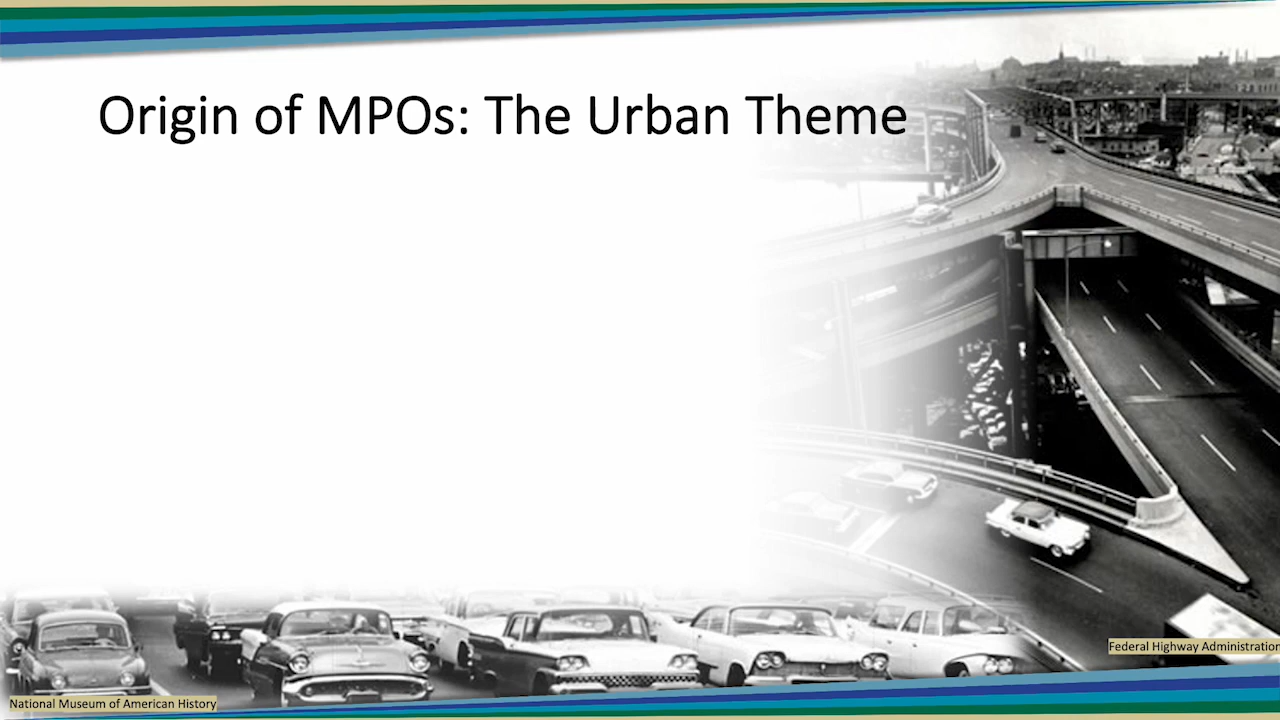 Origin of MPOs: The Urban Theme
Federal Highway Administration
National Museum of American History